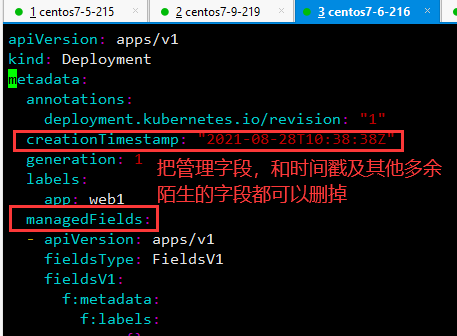 1 centos7-5-215 × 2 centos7-9-219 × 3 centos7-6-216 ×
apiVersion: apps/v1
kind: Deployment
metadata:
  annotations:
    deployment.kubernetes.io/revision: "1"
  creationTimestamp: "2021-08-28T10:38:38Z"
  generation: 1
把管理字段，和时间戳及其他多余
  labels:
    app: web1
陌生的字段都可以删掉
  managedFields:
  - apiVersion: apps/v1
    fieldsType: FieldsV1
    fieldsV1:
      f:metadata:
        f:labels: